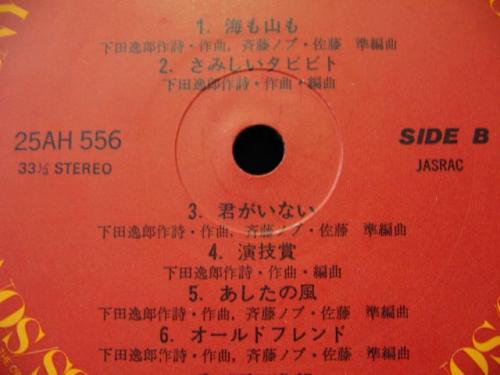 1. 海も山も
下田逸郎作詩・作曲，斉藤ノブ・佐藤 準編曲
2. さみしいタビビト
下田逸郎作詩・作曲・編曲
25AH 556
SIDE B
33⅓ STEREO
JASRAC
3. 君がいない
下田逸郎作詩・作曲，斉藤ノブ・佐藤 準編曲
4. 演技賞
下田逸郎作詩・作曲・編曲
5. あしたの風
下田逸郎作詩・作曲，斉藤ノブ・佐藤 準編曲
6. オールドフレンド
下田逸郎作詩・作曲，斉藤ノブ・佐藤 準編曲